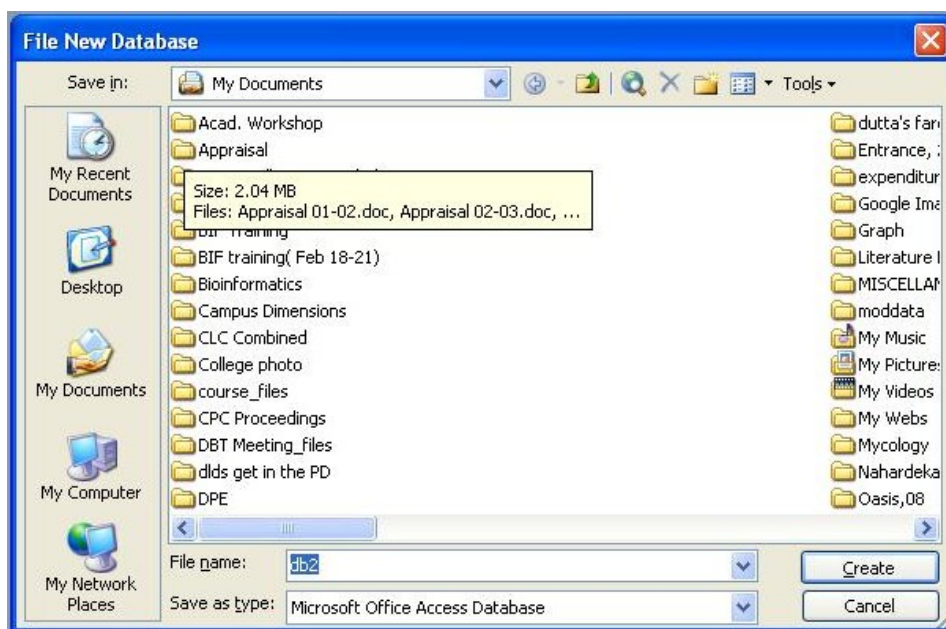 File New Database
Save in:
My Documents
Tools
My Recent
Documents
Desktop
My Documents
My Computer
My Network
Places
Acad. Workshop
Appraisal
Size: 2.04 MB
Files: Appraisal 01-02.doc, Appraisal 02-03.doc, ...
BIF training( Feb 18-21)
Bioinformatics
Campus Dimensions
CLC Combined
College photo
course_files
CPC Proceedings
DBT Meeting_files
dlds get in the PD
DPE
dutta's
Entrance,
Google
Graph
Literature
moddata
My Music
My Videos
My Webs
Mycology
Oasis,08
File name:
db2
Create
Save as type:
Microsoft Office Access Database
Cancel